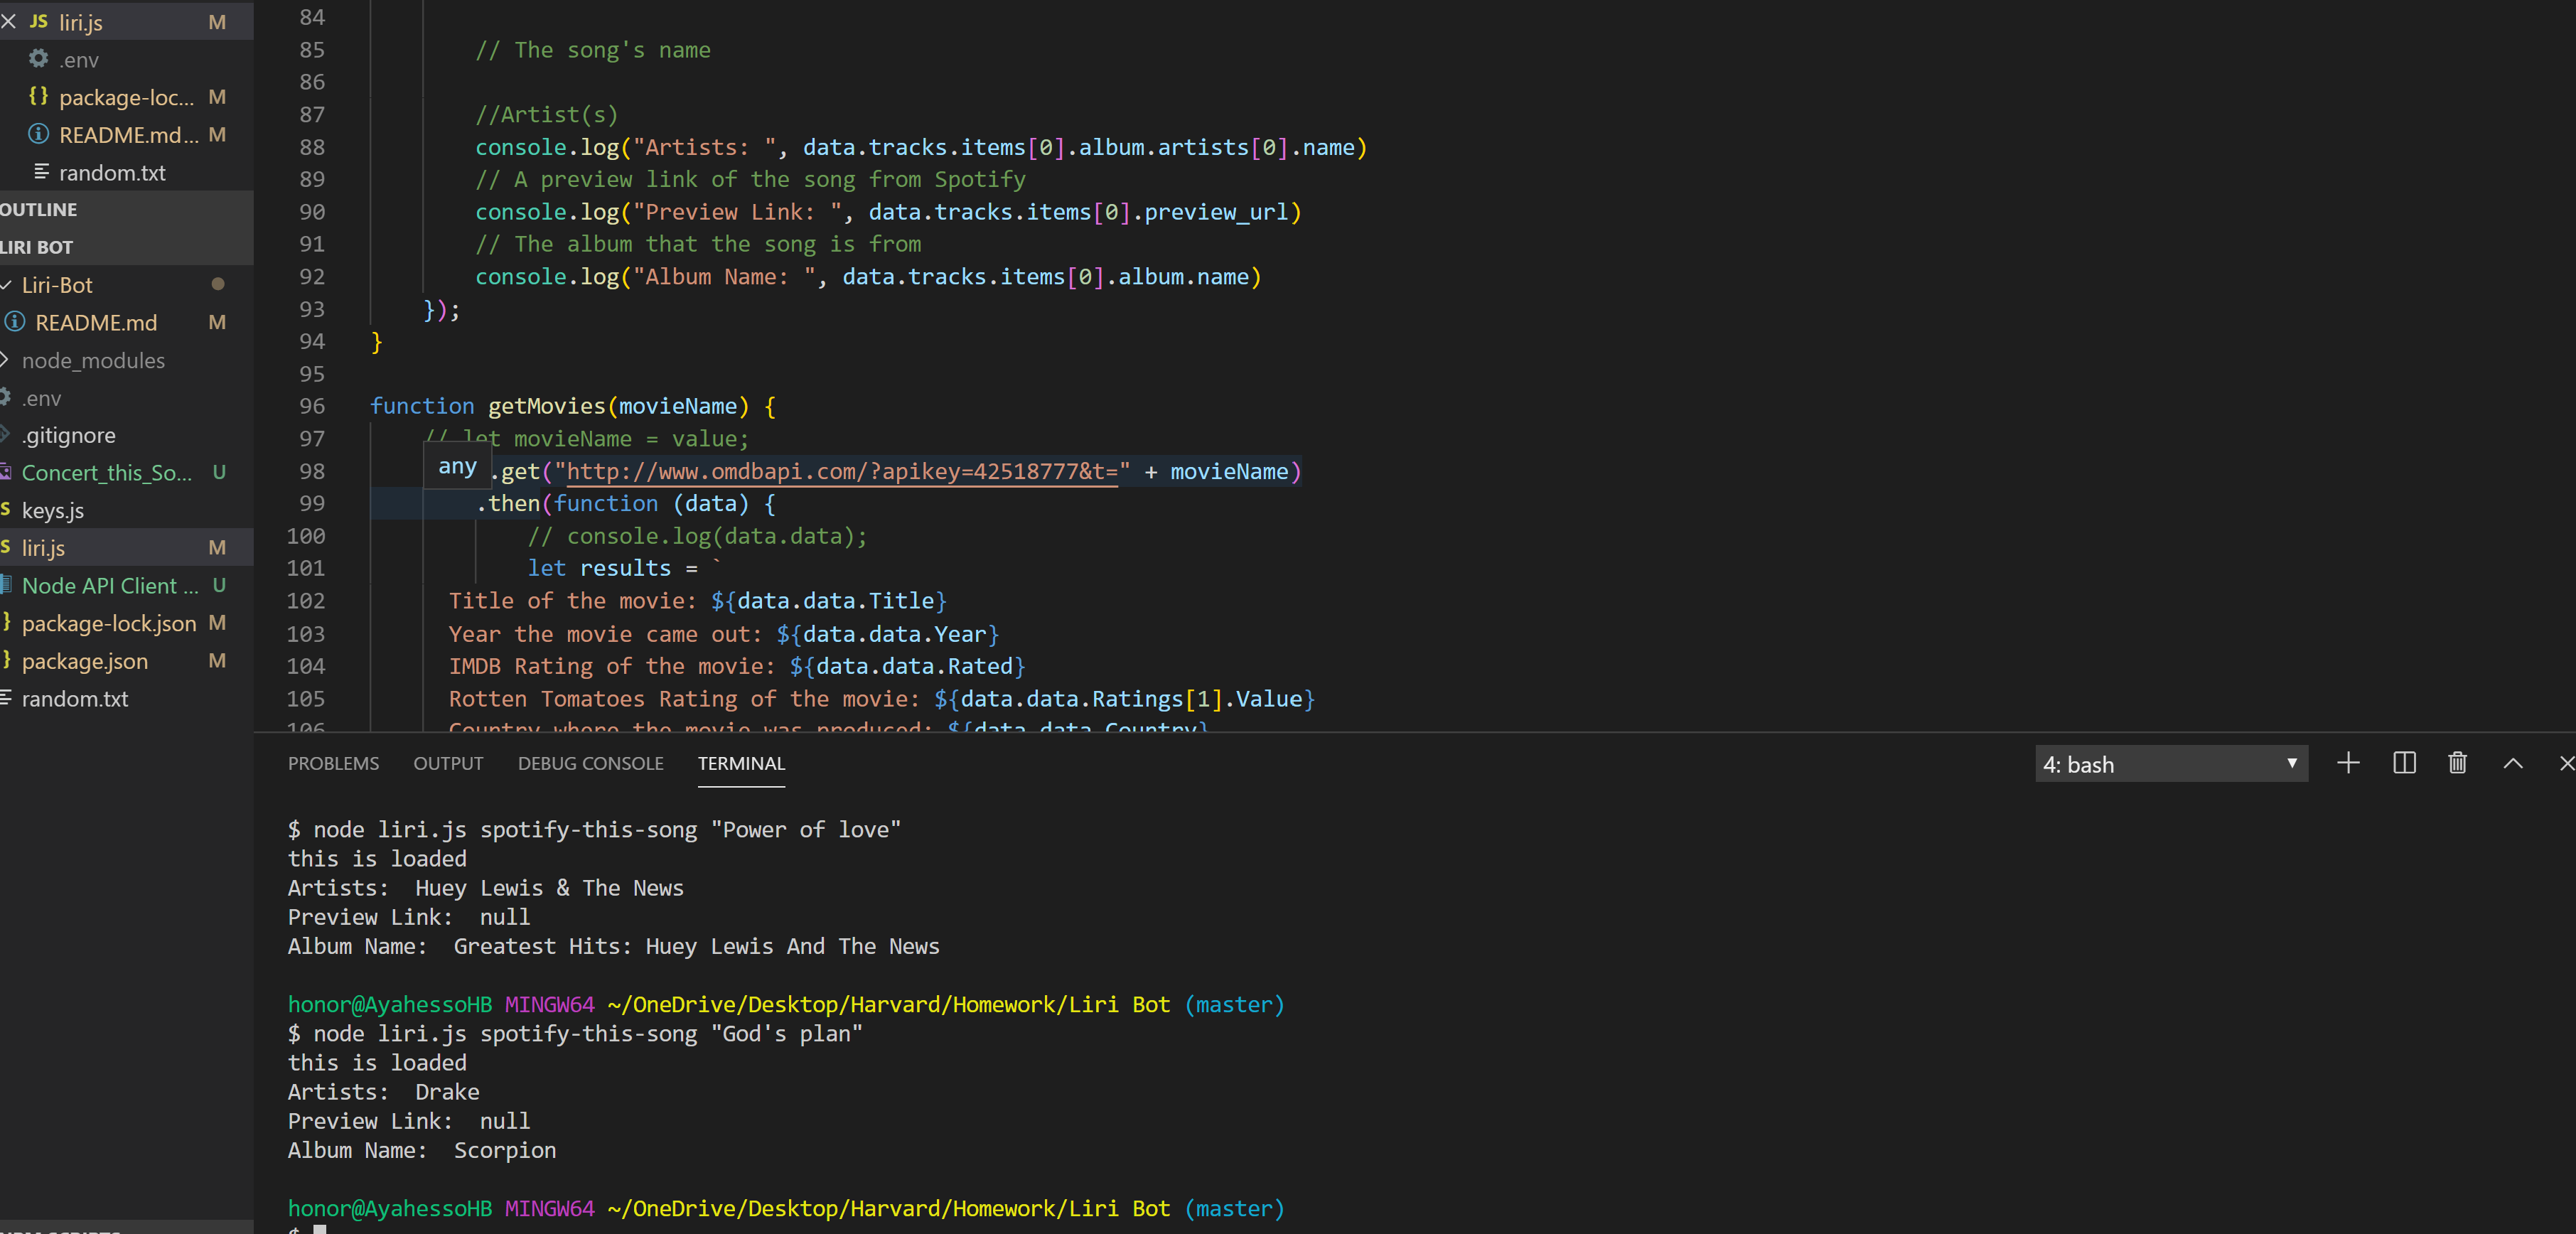 JS liri.js M
.env
{} package-loc... M
README.md... M
random.txt
OUTLINE
LIRI BOT
Liri-Bot
README.md M
node_modules
.env
.gitignore
Concert_this_So... U
keys.js
liri.js M
Node API Client ... U
package-lock.json M
package.json M
random.txt
84
85 // The song's name
86
87 //Artist(s)
88 console.log("Artists: ", data.tracks.items[0].album.artists[0].name)
89 // A preview link of the song from Spotify
90 console.log("Preview Link: ", data.tracks.items[0].preview_url)
91 // The album that the song is from
92 console.log("Album Name: ", data.tracks.items[0].album.name)
93 });
94 }
95
96 function getMovies(movieName) {
97 // let movieName = value;
98 any .get("http://www.omdbapi.com/?apikey=42518777&t=" + movieName)
99 .then(function (data) {
100 // console.log(data.data);
101 let results = `
102 Title of the movie: ${data.data.Title}
103 Year the movie came out: ${data.data.Year}
104 IMDB Rating of the movie: ${data.data.Rated}
105 Rotten Tomatoes Rating of the movie: ${data.data.Ratings[1].Value}
106 Country where the movie was produced: ${data.data.Country}
PROBLEMS OUTPUT DEBUG CONSOLE TERMINAL 4: bash
$ node liri.js spotify-this-song "Power of love"
this is loaded
Artists:  Huey Lewis & The News
Preview Link:  null
Album Name:  Greatest Hits: Huey Lewis And The News
honor@AyahessoHB MINGW64 ~/OneDrive/Desktop/Harvard/Homework/Liri Bot (master)
$ node liri.js spotify-this-song "God's plan"
this is loaded
Artists:  Drake
Preview Link:  null
Album Name:  Scorpion
honor@AyahessoHB MINGW64 ~/OneDrive/Desktop/Harvard/Homework/Liri Bot (master)
$